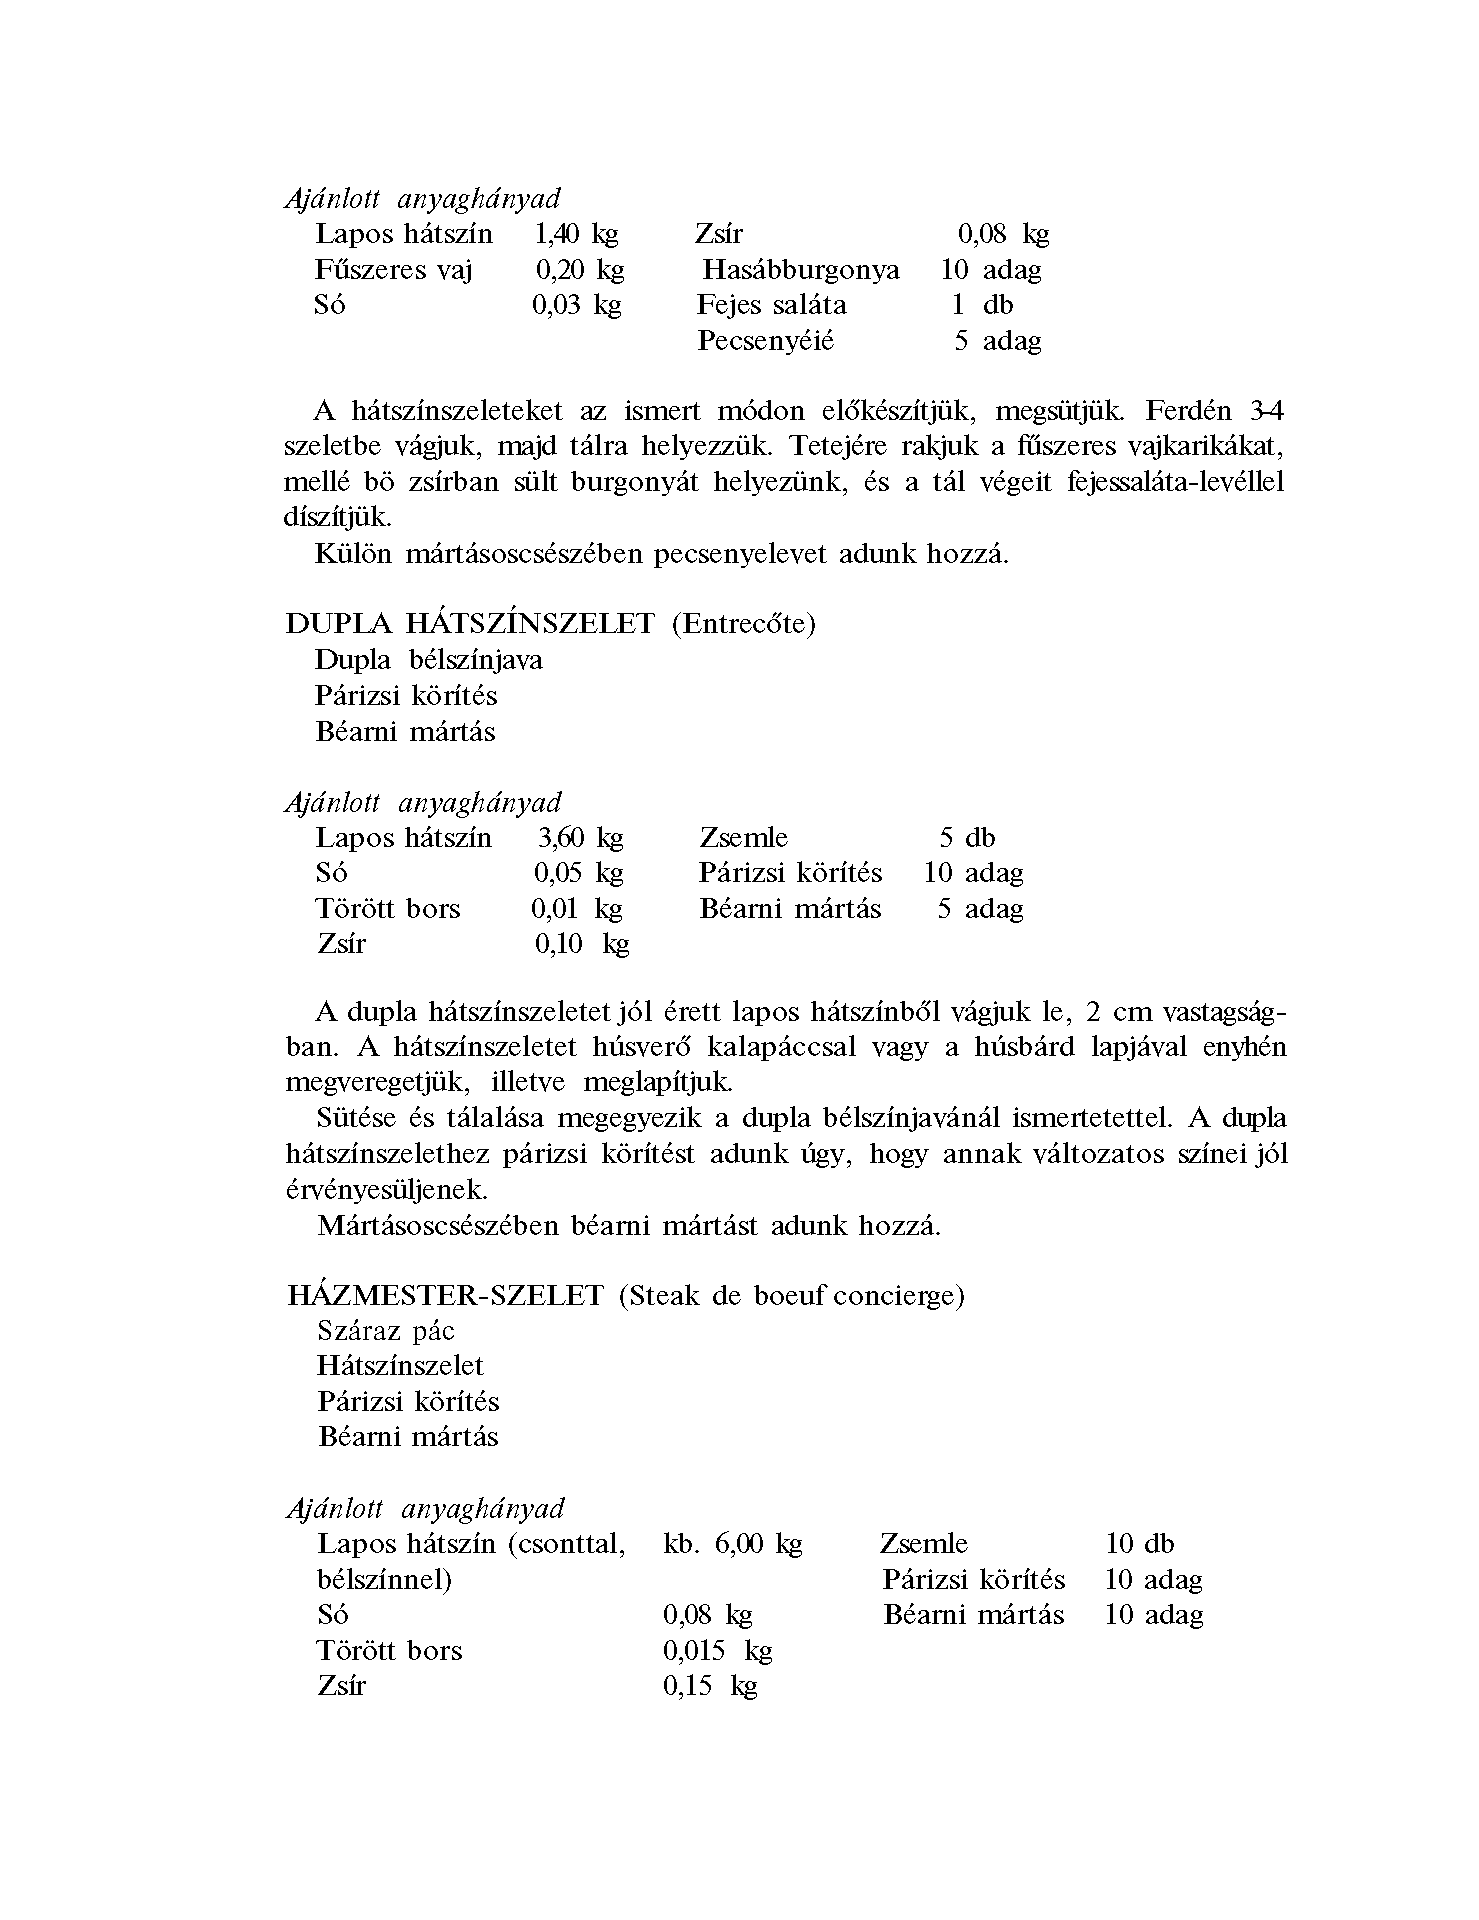 Ajánlott anyaghányad
Lapos hátszín 1,40 kg Zsír 0,08 kg
Fűszeres vaj 0,20 kg Hasábburgonya 10 adag
Só 0,03 kg Fejes saláta 1 db
Pecsenyéié 5 adag
A hátszínszeleteket az ismert módon előkészítjük, megsütjük. Ferdén 3-4
szeletbe vágjuk, majd tálra helyezzük. Tetejére rakjuk a fűszeres vajkarikákat,
mellé bö zsírban sült burgonyát helyezünk, és a tál végeit fejessaláta-levéllel
díszítjük.
Külön mártásoscsészében pecsenyelevet adunk hozzá.
DUPLA HÁTSZÍNSZELET (Entrecőte)
Dupla bélszínjava
Párizsi körítés
Béarni mártás
Ajánlott anyaghányad
Lapos hátszín 3,60 kg Zsemle 5 db
Só 0,05 kg Párizsi körítés 10 adag
Törött bors 0,01 kg Béarni mártás 5 adag
Zsír 0,10 kg
A dupla hátszínszeletet jól érett lapos hátszínből vágjuk le, 2 cm vastagság-
ban. A hátszínszeletet húsverő kalapáccsal vagy a húsbárd lapjával enyhén
megveregetjük, illetve meglapítjuk.
Sütése és tálalása megegyezik a dupla bélszínjavánál ismertetettel. A dupla
hátszínszelethez párizsi körítést adunk úgy, hogy annak változatos színei jól
érvényesüljenek.
Mártásoscsészében béarni mártást adunk hozzá.
HÁZMESTER-SZELET (Steak de boeuf concierge)
Száraz pác
Hátszínszelet
Párizsi körítés
Béarni mártás
Ajánlott anyaghányad
Lapos hátszín (csonttal, kb. 6,00 kg Zsemle 10 db
bélszínnel) Párizsi körítés 10 adag
Só 0,08 kg Béarni mártás 10 adag
Törött bors 0,015 kg
Zsír 0,15 kg